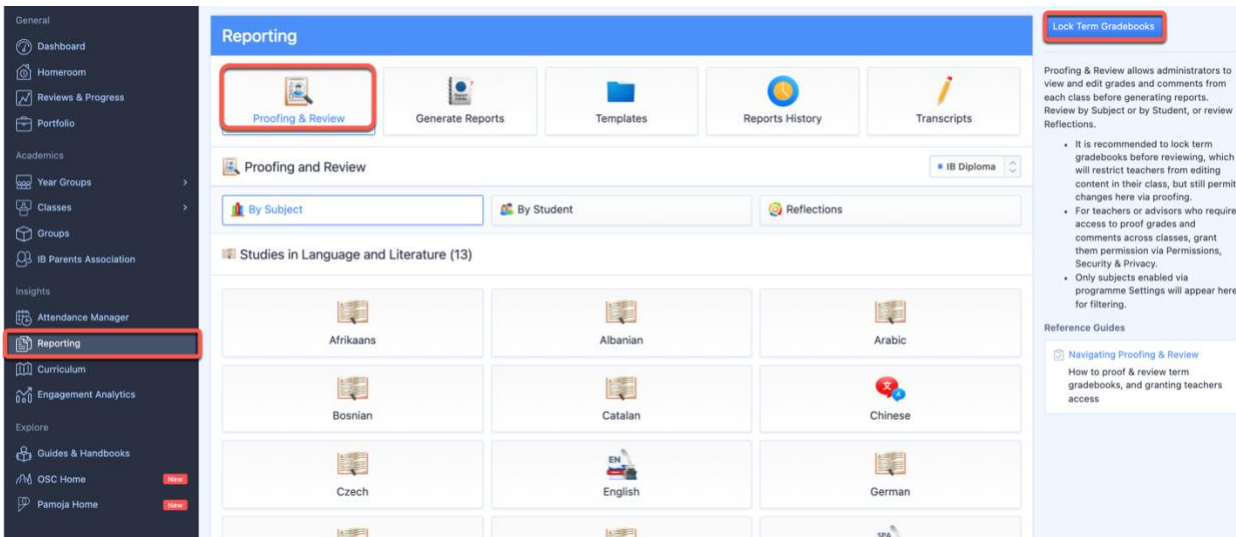 General
Dashboard
Homeroom
Reviews & Progress
Portfolio
Academics
Year Groups
Classes
Groups
IB Parents Association
Insights
Attendance Manager
Reporting
Curriculum
Engagement Analytics
Explore
Guides & Handbooks
OSC Home New
Pamoja Home New
Reporting
Proofing & Review
Generate Reports
Templates
Reports History
Transcripts
Proofing and Review
IB Diploma
By Subject
By Student
Reflections
Studies in Language and Literature (13)
Afrikaans
Albanian
Arabic
Bosnian
Catalan
Chinese
Czech
EN
English
German
SPA
Lock Term Gradebooks
Proofing & Review allows administrators to
view and edit grades and comments from
each class before generating reports.
Review by Subject or by Student, or review
Reflections.
• It is recommended to lock term
gradebooks before reviewing, which
will restrict teachers from editing
content in their class, but still permit
changes here via proofing.
• For teachers or advisors who require
access to proof grades and
comments across classes, grant
them permission via Permissions,
Security & Privacy.
• Only subjects enabled via
programme Settings will appear here
for filtering.
Reference Guides
Navigating Proofing & Review
How to proof & review term
gradebooks, and granting teachers
access